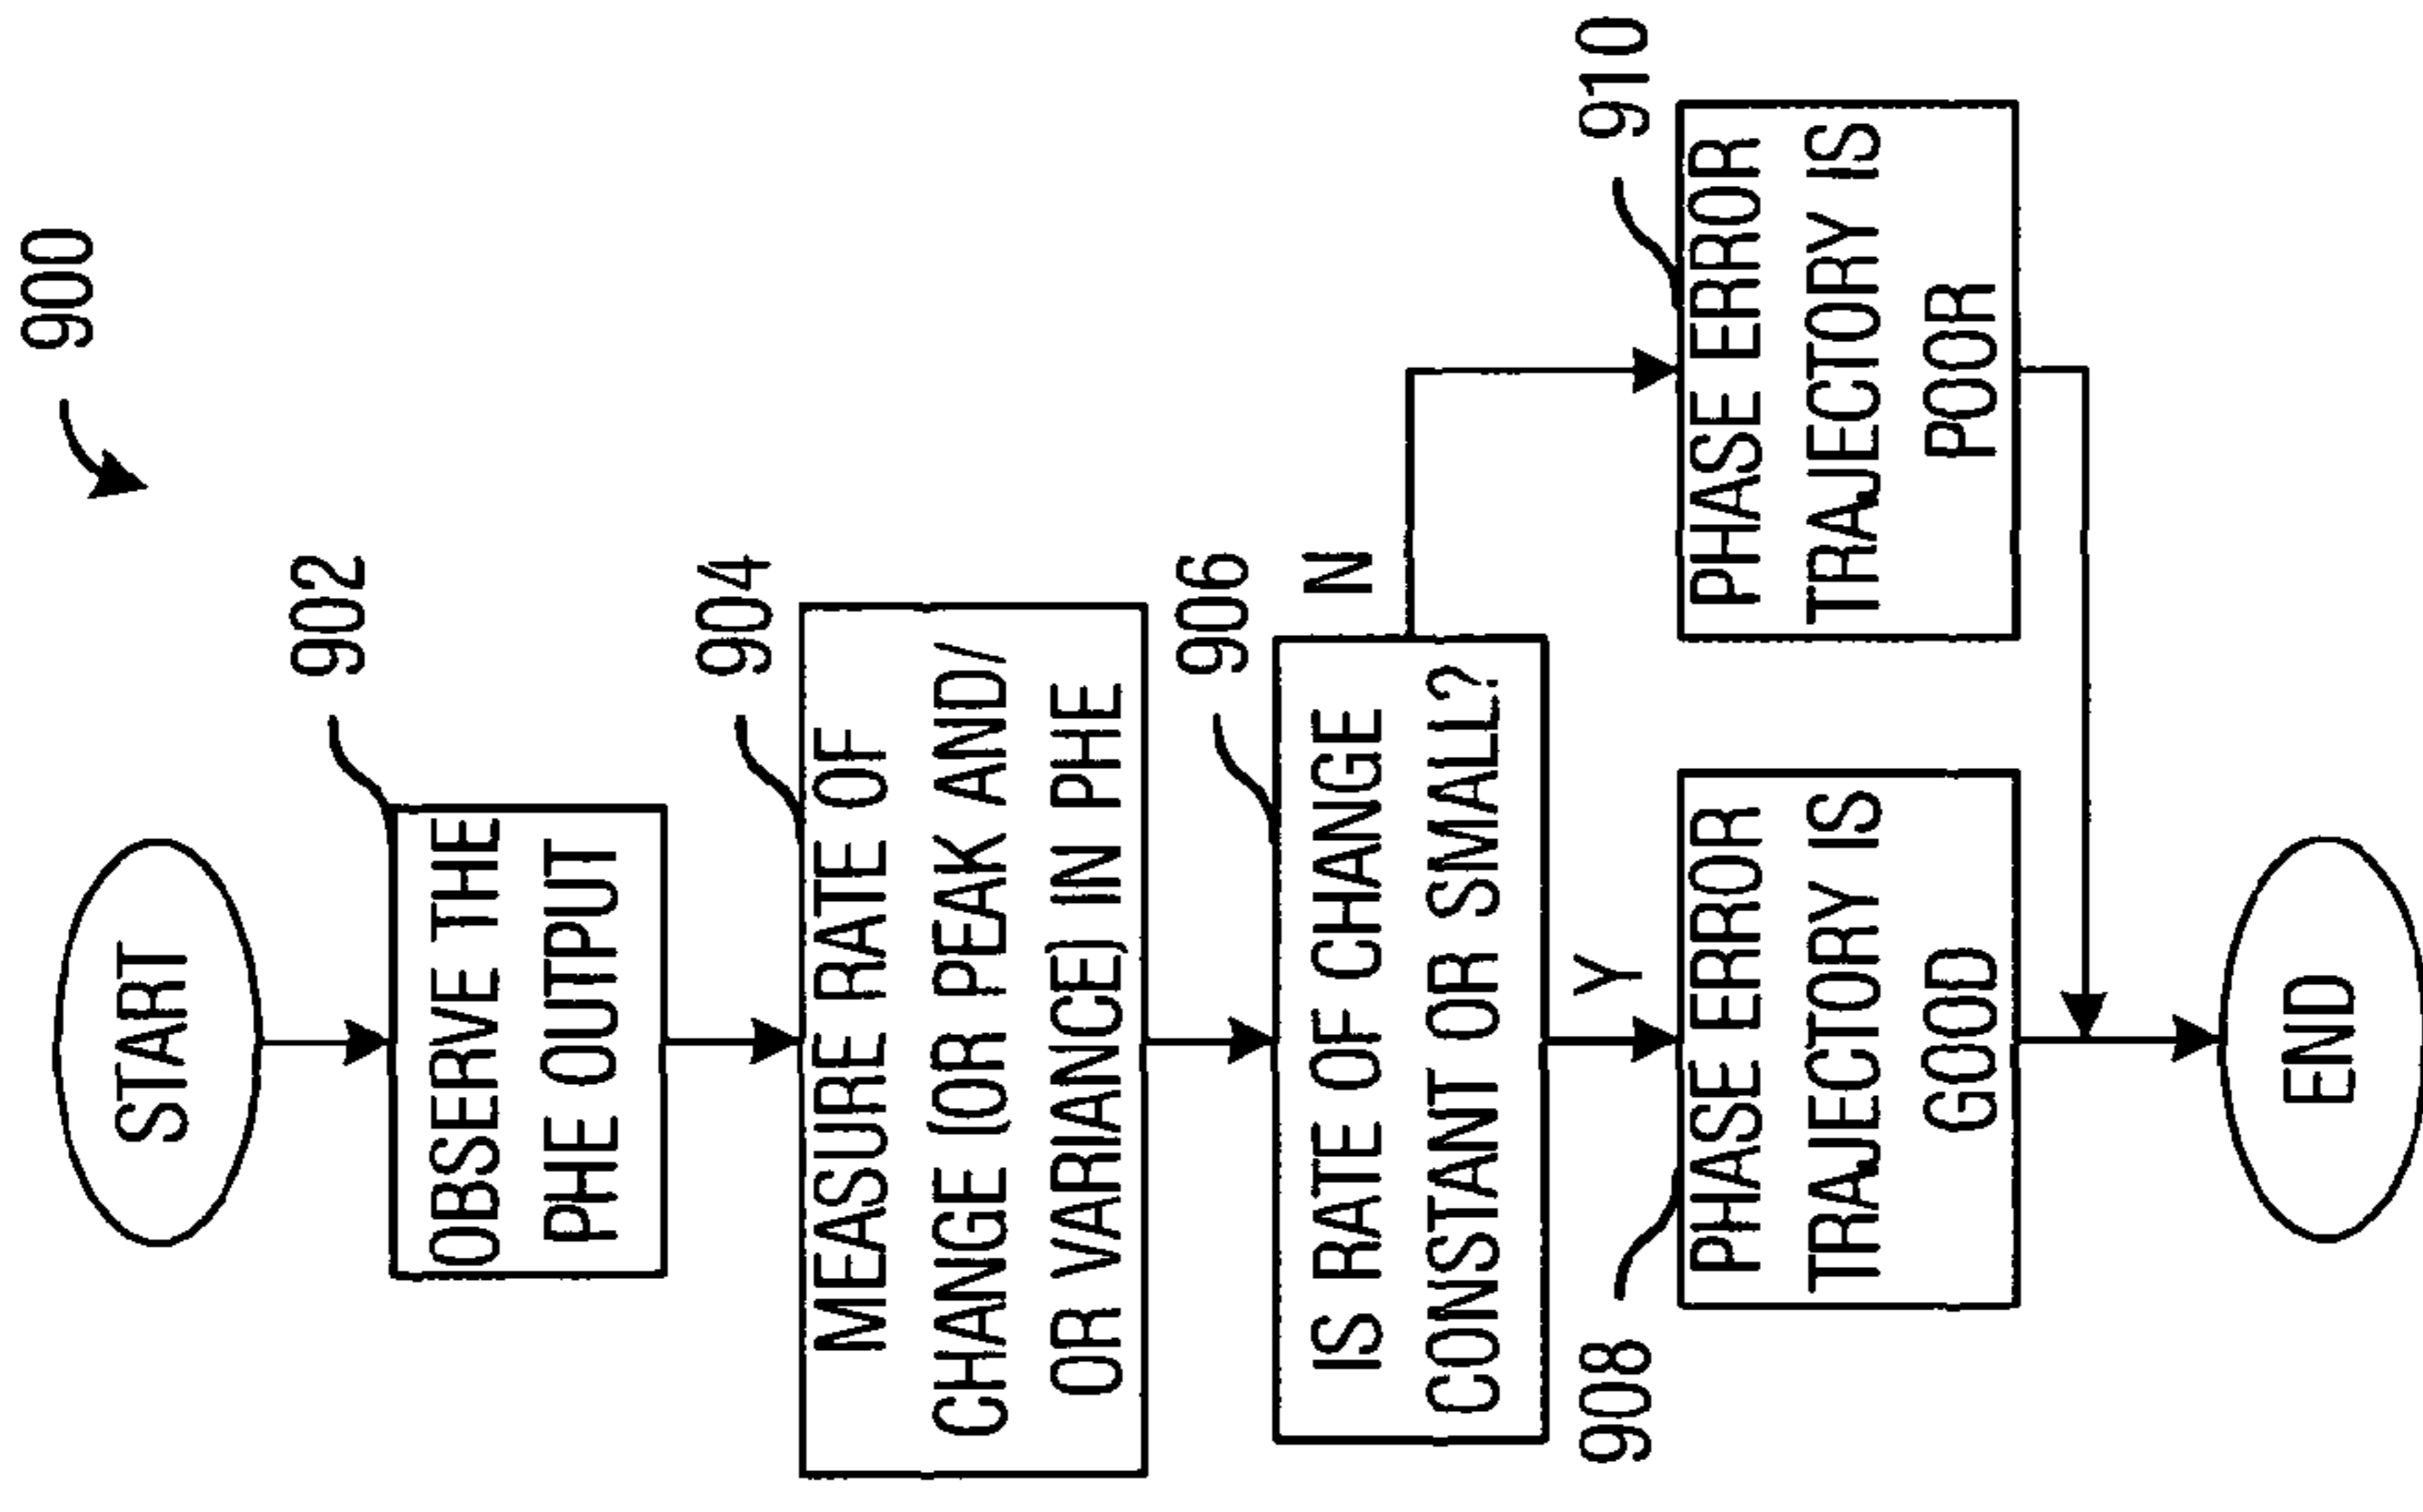 900
START
902
OBSERVE THE
PHE OUTPUT
904
MEASURE RATE OF
CHANGE (OR PEAK AND/
OR VARIANCE) IN PHE
906
IS RATE OF CHANGE
CONSTANT OR SMALL?
N
Y
908
PHASE ERROR
TRAJECTORY IS
GOOD
910
PHASE ERROR
TRAJECTORY IS
POOR
END